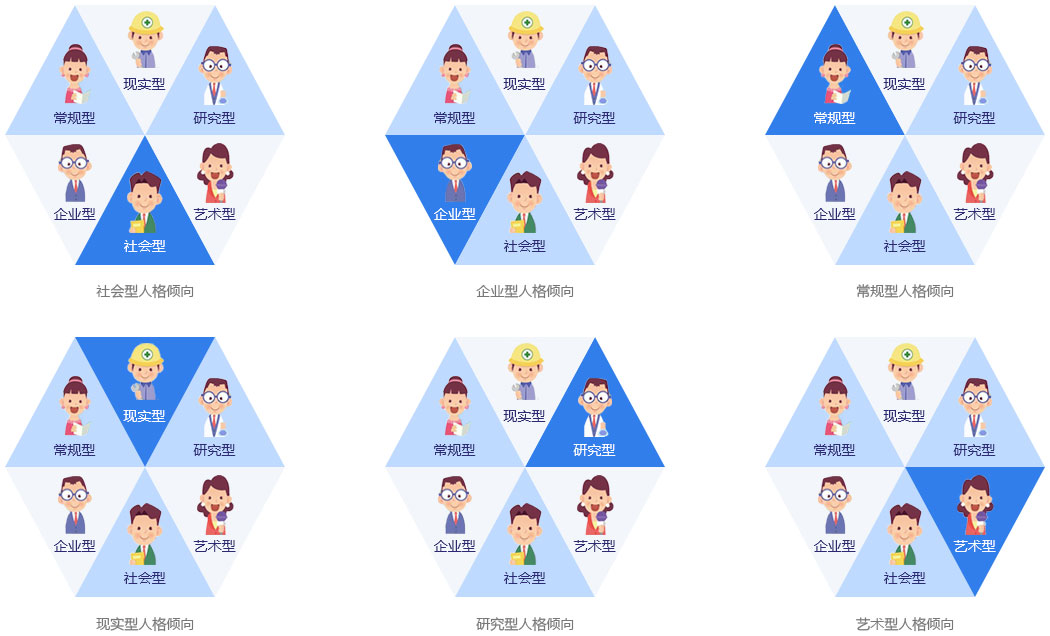 现实型
常规型
研究型
企业型
艺术型
社会型
社会型人格倾向
现实型
常规型
研究型
企业型
艺术型
社会型
企业型人格倾向
现实型
常规型
研究型
企业型
艺术型
社会型
常规型人格倾向
现实型
常规型
研究型
企业型
艺术型
社会型
现实型人格倾向
现实型
常规型
研究型
企业型
艺术型
社会型
研究型人格倾向
现实型
常规型
研究型
企业型
艺术型
社会型
艺术型人格倾向